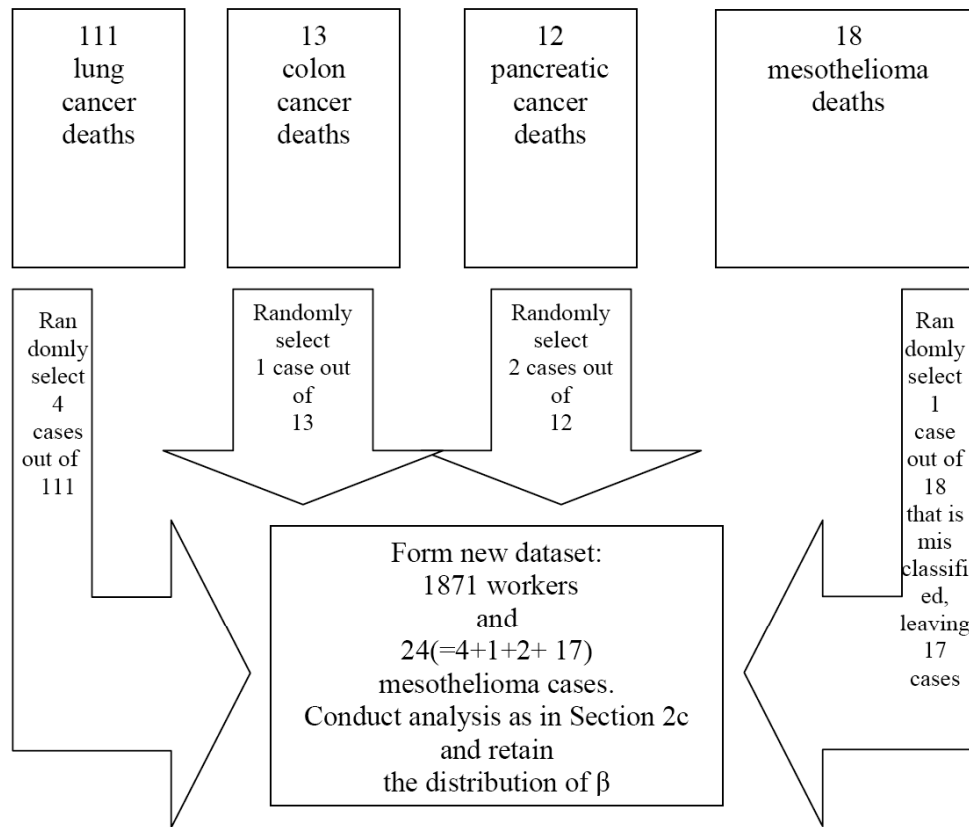 111
lung
cancer
deaths
13
colon
cancer
deaths
12
pancreatic
cancer
deaths
18
mesothelioma
deaths
Ran
domly
select
4
cases
out of
111
Randomly
select
1 case out
of
13
Randomly
select
2 cases out
of
12
Ran
domly
select
1
case
out of
18
that is
mis
classifi
ed,
leaving
17
cases
Form new dataset:
1871 workers
and
24(=4+1+2+ 17)
mesothelioma cases.
Conduct analysis as in Section 2c
and retain
the distribution of β